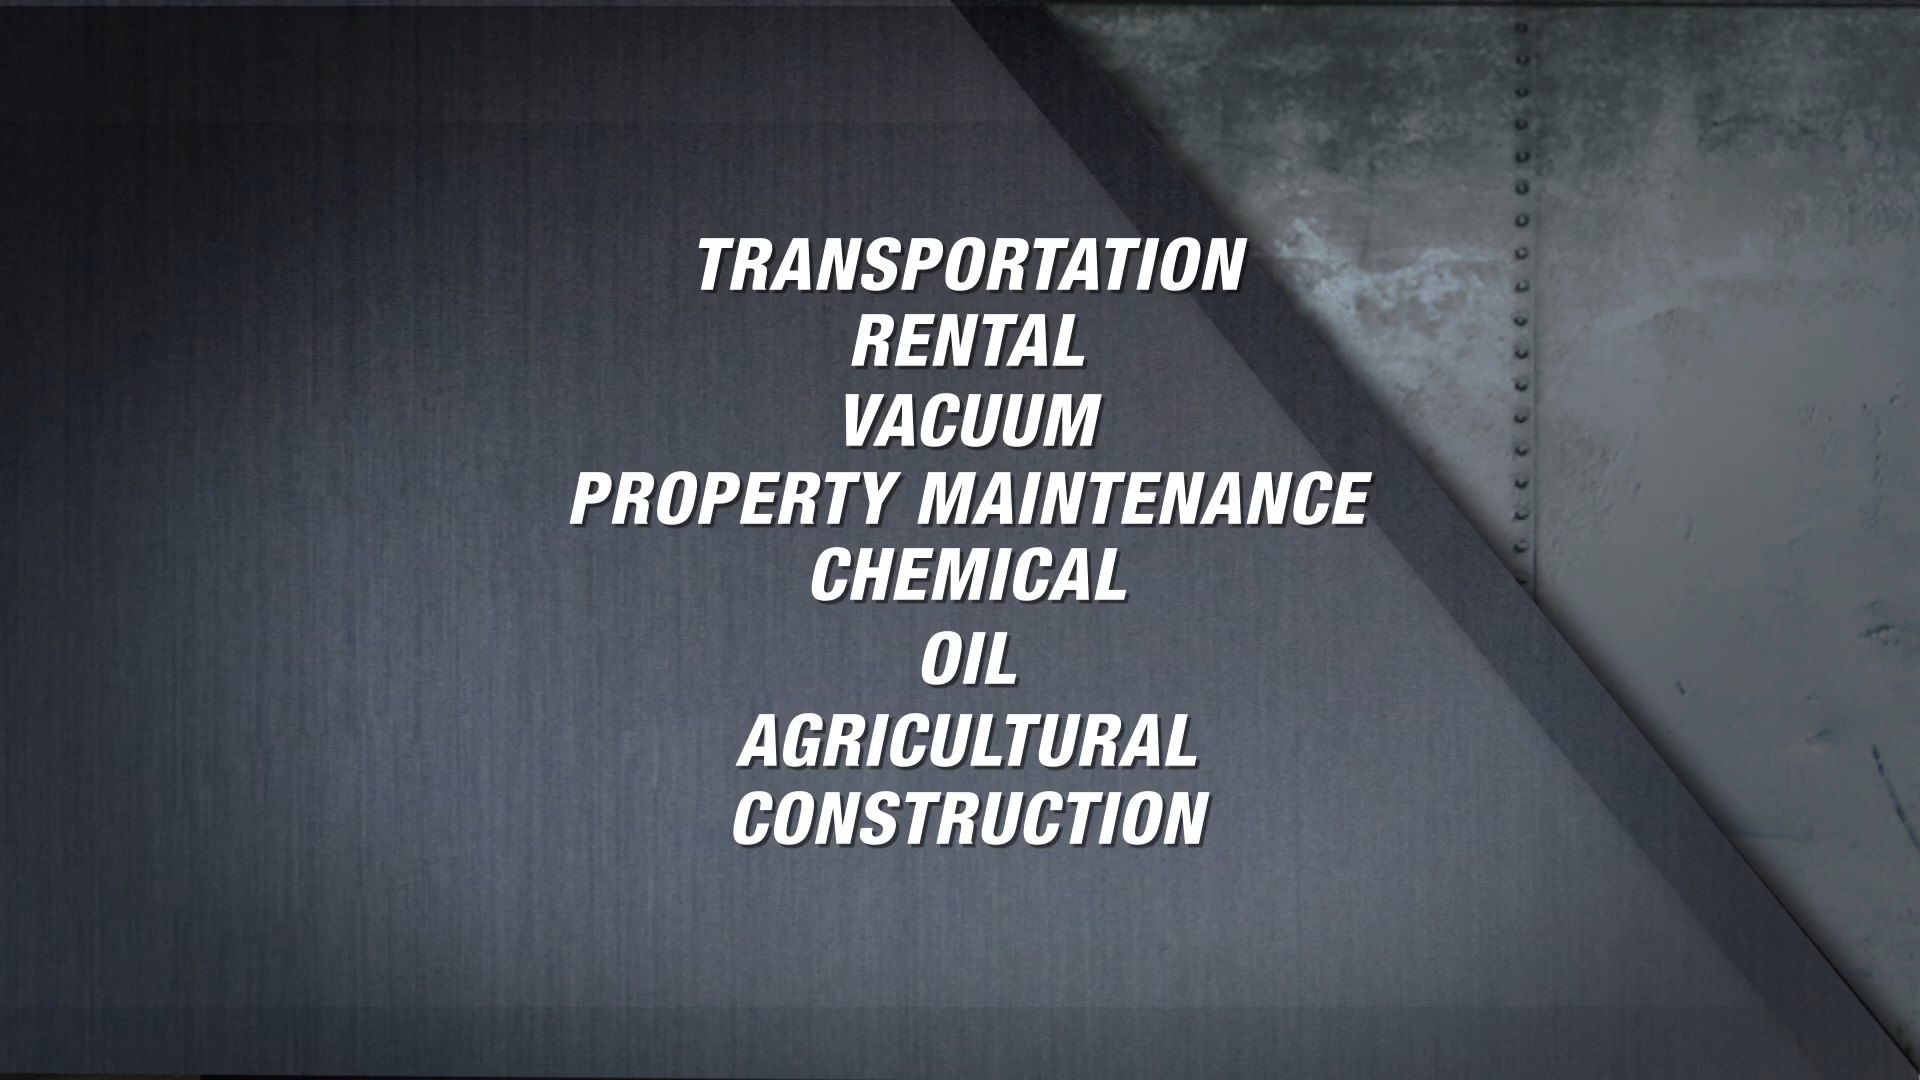 TRANSPORTATION
RENTAL
VACUUM
PROPERTY MAINTENANCE
CHEMICAL
OIL
AGRICULTURAL
CONSTRUCTION